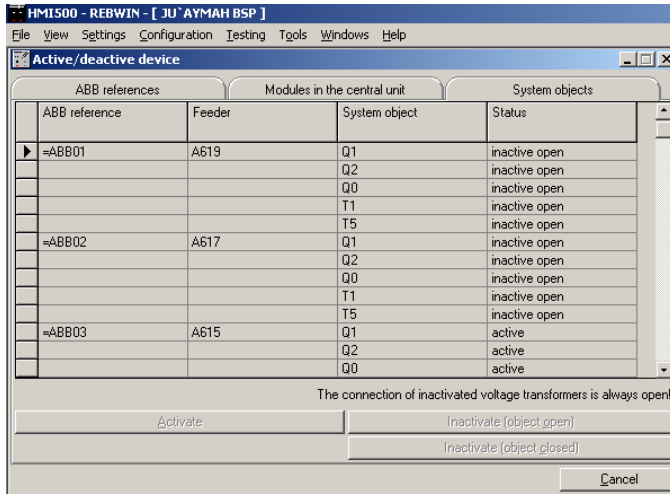 HMI500 - REBWIN - [ JU`AYMAH BSP ]
File View Settings Configuration Testing Tools Windows Help
Active/deactive device
ABB references Modules in the central unit System objects
ABB reference Feeder System object Status
=ABB01 A619 Q1 inactive open
Q2 inactive open
Q0 inactive open
T1 inactive open
T5 inactive open
=ABB02 A617 Q1 inactive open
Q2 inactive open
Q0 inactive open
T1 inactive open
T5 inactive open
=ABB03 A615 Q1 active
Q2 active
Q0 active
The connection of inactivated voltage transformers is always open!
Activate Inactivate (object open)
Inactivate (object closed)
Cancel